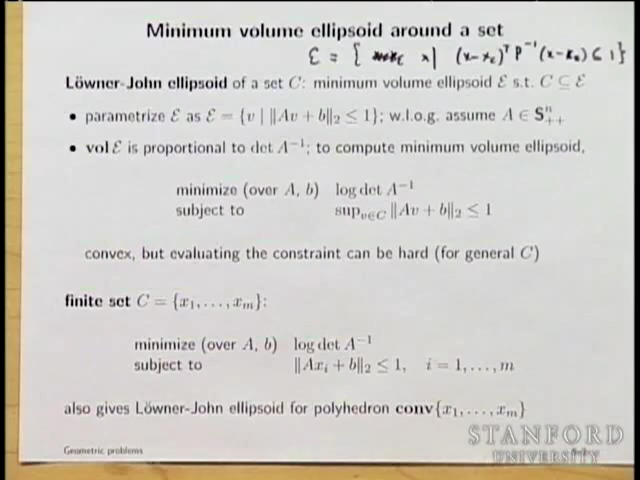 Minimum volume ellipsoid around a set
ℰ = { x | (x-x_c)^T P^{-1} (x-x_c) ≤ 1 }
Löwner-John ellipsoid of a set C: minimum volume ellipsoid ℰ s.t. C ⊆ ℰ
• parametrize ℰ as ℰ = {v | ‖Av + b‖₂ ≤ 1}; w.l.o.g. assume A ∈ S^n_{++}
• vol ℰ is proportional to det A^{-1}; to compute minimum volume ellipsoid,
minimize (over A, b) log det A^{-1}
subject to sup_{v∈C} ‖Av + b‖₂ ≤ 1
convex, but evaluating the constraint can be hard (for general C)
finite set C = {x_1, . . . , x_m}:
minimize (over A, b) log det A^{-1}
subject to ‖Ax_i + b‖₂ ≤ 1, i = 1, . . . , m
also gives Löwner-John ellipsoid for polyhedron conv{x_1, . . . , x_m}
STANFORD
UNIVERSITY
Geometric problems